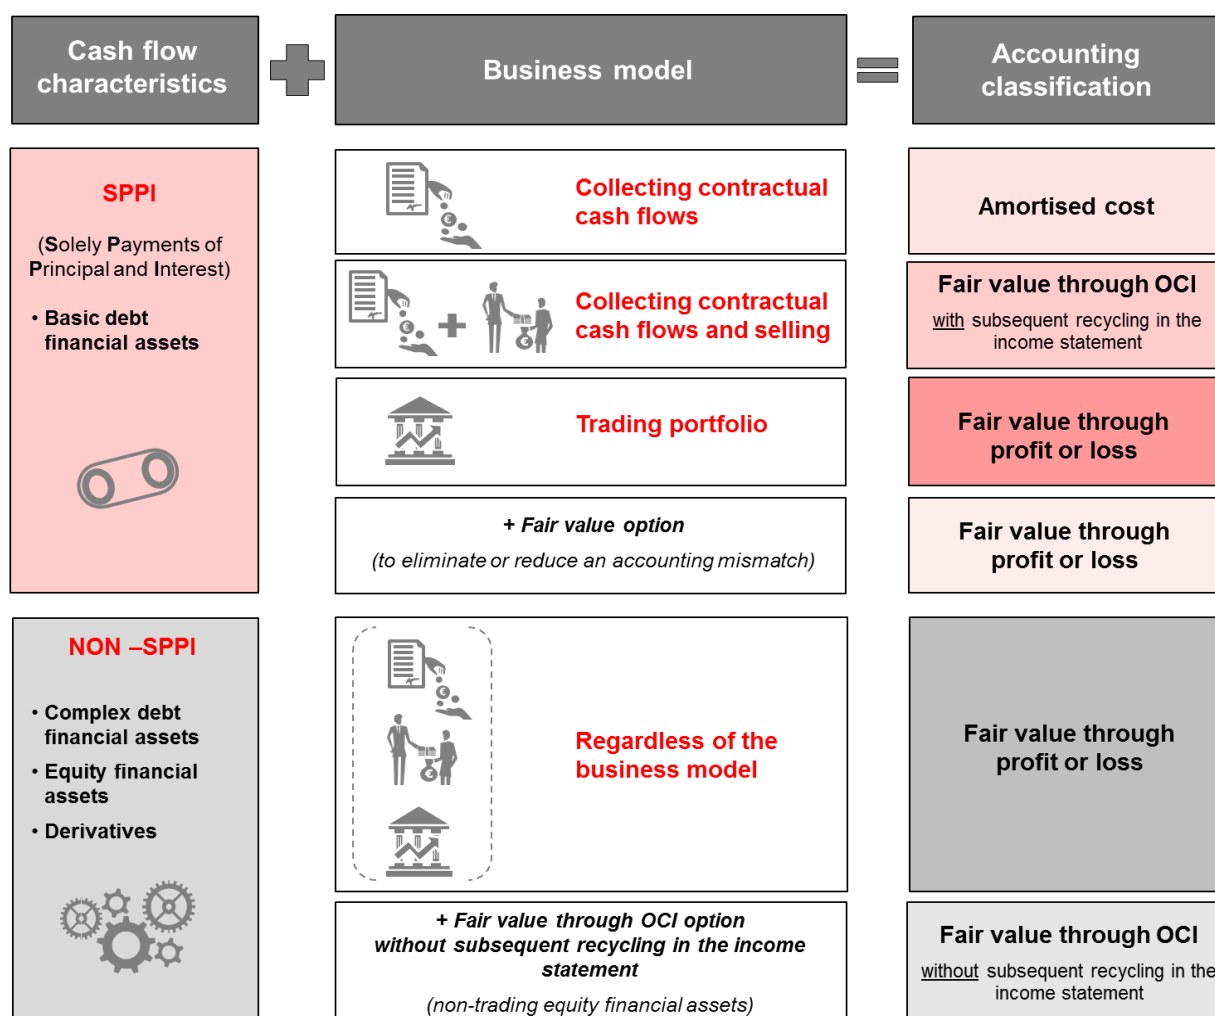 Cash flow
characteristics
Business model
Accounting
classification
SPPI
(Solely Payments of
Principal and Interest)
• Basic debt
financial assets
Collecting contractual
cash flows
Amortised cost
€
Collecting contractual
cash flows and selling
Fair value through OCI
with subsequent recycling in the
income statement
€
€
Trading portfolio
Fair value through
profit or loss
+ Fair value option
(to eliminate or reduce an accounting mismatch)
Fair value through
profit or loss
NON –SPPI
• Complex debt
financial assets
• Equity financial
assets
• Derivatives
€
€
Regardless of the
business model
Fair value through
profit or loss
+ Fair value through OCI option
without subsequent recycling in the income
statement
(non-trading equity financial assets)
Fair value through OCI
without subsequent recycling in the
income statement